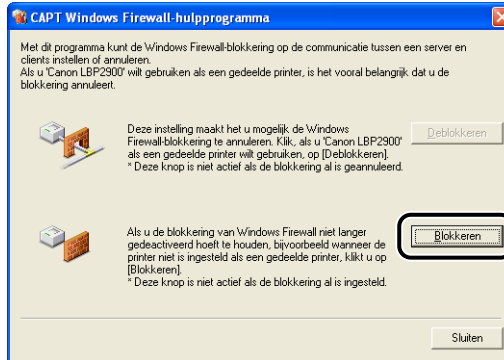 CAPT Windows Firewall-hulpprogramma
Met dit programma kunt de Windows Firewall-blokkering op de communicatie tussen een server en
clients instellen of annuleren.
Als u 'Canon LBP2900' wilt gebruiken als een gedeelde printer, is het vooral belangrijk dat u de
blokkering annuleert.
Deze instelling maakt het u mogelijk de Windows
Firewall-blokkering te annuleren. Klik, als u 'Canon LBP2900'
als een gedeelde printer wilt gebruiken, op [Deblokkeren].
* Deze knop is niet actief als de blokkering al is geannuleerd.
Deblokkeren
Als u de blokkering van Windows Firewall niet langer
gedeactiveerd hoeft te houden, bijvoorbeeld wanneer de
printer niet is ingesteld als een gedeelde printer, klikt u op
[Blokkeren].
* Deze knop is niet actief als de blokkering al is ingesteld.
Blokkeren
Sluiten